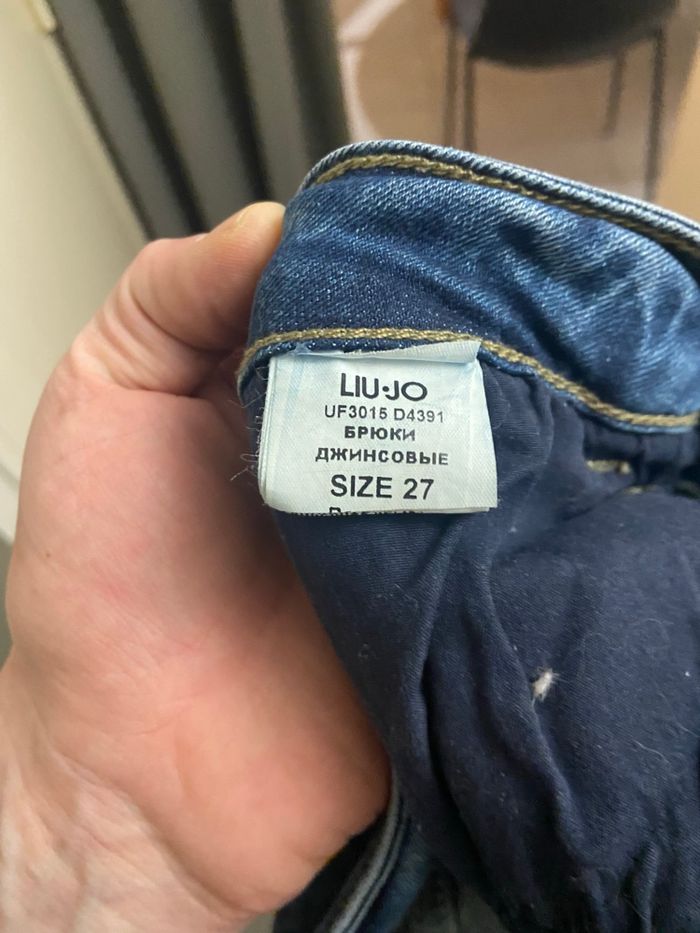 LIU·JO
UF3015 D4391
БРЮКИ
ДЖИНСОВЫЕ
SIZE 27